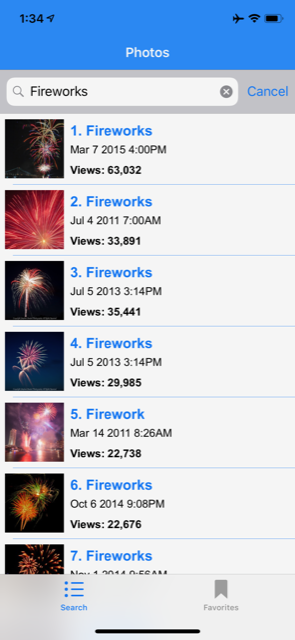 1:34
Photos
Fireworks
Cancel
1. Fireworks
Mar 7 2015 4:00PM
Views: 63,032
2. Fireworks
Jul 4 2011 7:00AM
Views: 33,891
3. Fireworks
Jul 5 2013 3:14PM
Views: 35,441
4. Fireworks
Jul 5 2013 3:14PM
Views: 29,985
5. Firework
Mar 14 2011 8:26AM
Views: 22,738
6. Fireworks
Oct 6 2014 9:08PM
Views: 22,676
7. Fireworks
Nov 1 2014 9:56AM
Search
Favorites